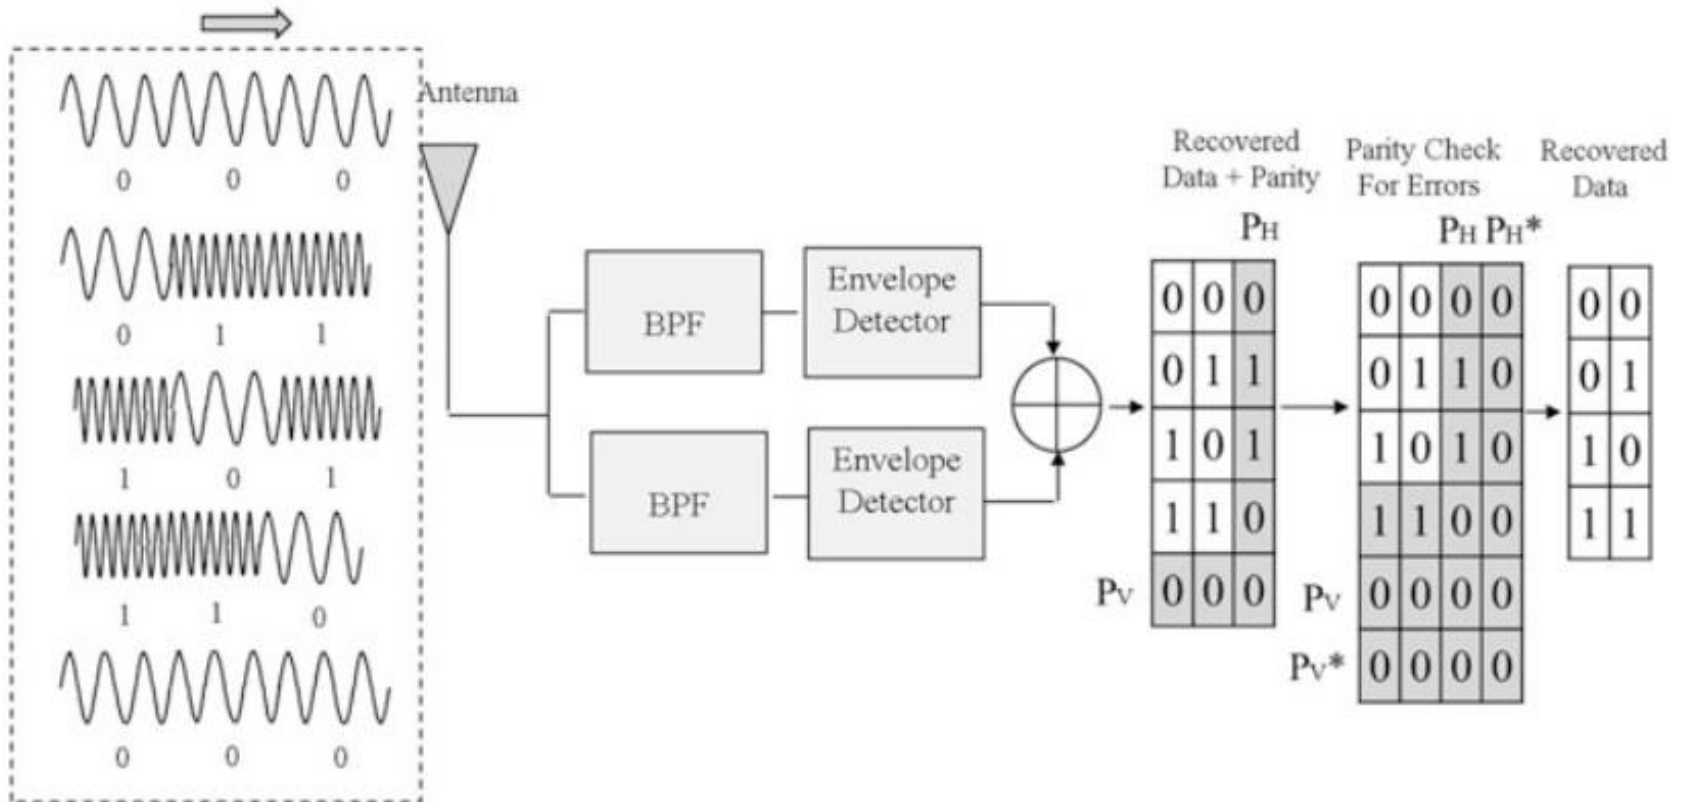 0 0 0
0 1 1
1 0 1
1 1 0
0 0 0
Antenna
BPF
Envelope
Detector
BPF
Envelope
Detector
Recovered
Data + Parity
PH
0 0 0
0 1 1
1 0 1
1 1 0
PV 0 0 0
Parity Check
For Errors
PH PH*
0 0 0 0
0 1 1 0
1 0 1 0
1 1 0 0
PV 0 0 0 0
PV* 0 0 0 0
Recovered
Data
0 0
0 1
1 0
1 1